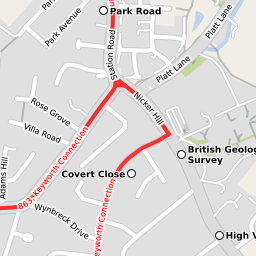 Park Road
Park Avenue
Station Road
Platt Lane
Platt Lane
Nicker Hill
Rose Grove
Villa Road
British Geolog
Survey
Covert Close
Adams Hill
863: Keyworth Connection
Wynbreck Drive
eyworth Connection
High V